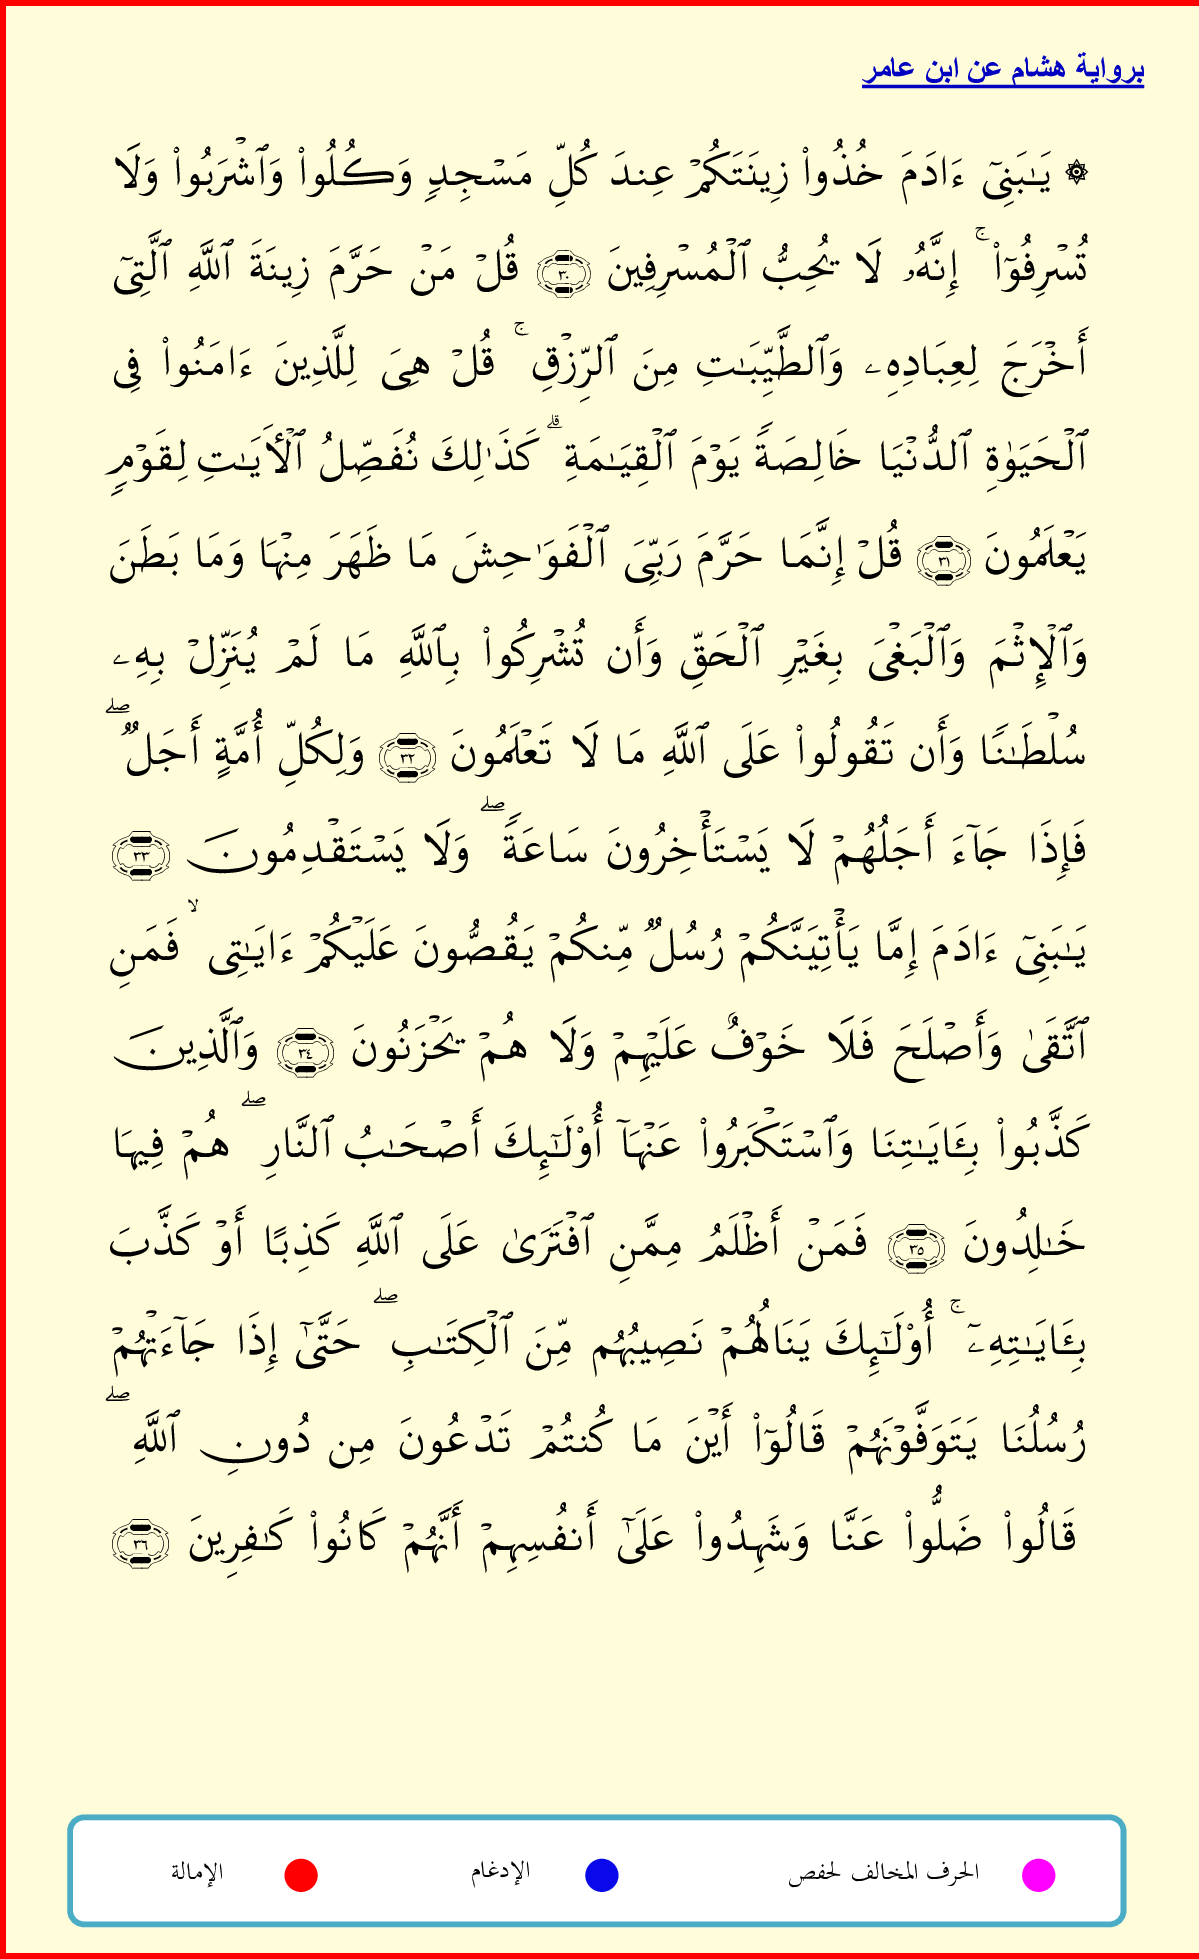 برواية هشام عن ابن عامر
۞ يَـٰبَنِىٓ ءَادَمَ خُذُوا۟ زِينَتَكُمْ عِندَ كُلِّ مَسْجِدٍ وَكُلُوا۟ وَٱشْرَبُوا۟ وَلَا
تُسْرِفُوٓا۟ ۚ إِنَّهُۥ لَا يُحِبُّ ٱلْمُسْرِفِينَ ٣٠ قُلْ مَنْ حَرَّمَ زِينَةَ ٱللَّهِ ٱلَّتِىٓ
أَخْرَجَ لِعِبَادِهِۦ وَٱلطَّيِّبَـٰتِ مِنَ ٱلرِّزْقِ ۚ قُلْ هِىَ لِلَّذِينَ ءَامَنُوا۟ فِى
ٱلْحَيَوٰةِ ٱلدُّنْيَا خَالِصَةً يَوْمَ ٱلْقِيَـٰمَةِ ۗ كَذَٰلِكَ نُفَصِّلُ ٱلْـَٔايَـٰتِ لِقَوْمٍ
يَعْلَمُونَ ٣١ قُلْ إِنَّمَا حَرَّمَ رَبِّىَ ٱلْفَوَٰحِشَ مَا ظَهَرَ مِنْهَا وَمَا بَطَنَ
وَٱلْإِثْمَ وَٱلْبَغْىَ بِغَيْرِ ٱلْحَقِّ وَأَن تُشْرِكُوا۟ بِٱللَّهِ مَا لَمْ يُنَزِّلْ بِهِۦ
سُلْطَـٰنًا وَأَن تَقُولُوا۟ عَلَى ٱللَّهِ مَا لَا تَعْلَمُونَ ٣٢ وَلِكُلِّ أُمَّةٍ أَجَلٌ ۖ
فَإِذَا جَآءَ أَجَلُهُمْ لَا يَسْتَأْخِرُونَ سَاعَةً ۖ وَلَا يَسْتَقْدِمُونَ ٣٣
يَـٰبَنِىٓ ءَادَمَ إِمَّا يَأْتِيَنَّكُمْ رُسُلٌ مِّنكُمْ يَقُصُّونَ عَلَيْكُمْ ءَايَـٰتِى ۙ فَمَنِ
ٱتَّقَىٰ وَأَصْلَحَ فَلَا خَوْفٌ عَلَيْهِمْ وَلَا هُمْ يَحْزَنُونَ ٣٤ وَٱلَّذِينَ
كَذَّبُوا۟ بِـَٔايَـٰتِنَا وَٱسْتَكْبَرُوا۟ عَنْهَآ أُو۟لَـٰٓئِكَ أَصْحَـٰبُ ٱلنَّارِ ۖ هُمْ فِيهَا
خَـٰلِدُونَ ٣٥ فَمَنْ أَظْلَمُ مِمَّنِ ٱفْتَرَىٰ عَلَى ٱللَّهِ كَذِبًا أَوْ كَذَّبَ
بِـَٔايَـٰتِهِۦٓ ۚ أُو۟لَـٰٓئِكَ يَنَالُهُمْ نَصِيبُهُم مِّنَ ٱلْكِتَـٰبِ ۖ حَتَّىٰٓ إِذَا جَآءَتْهُمْ
رُسُلُنَا يَتَوَفَّوْنَهُمْ قَالُوٓا۟ أَيْنَ مَا كُنتُمْ تَدْعُونَ مِن دُونِ ٱللَّهِ ۖ
قَالُوا۟ ضَلُّوا۟ عَنَّا وَشَهِدُوا۟ عَلَىٰٓ أَنفُسِهِمْ أَنَّهُمْ كَانُوا۟ كَـٰفِرِينَ ٣٦
الحرف المخالف لحفص الإدغام الإمالة